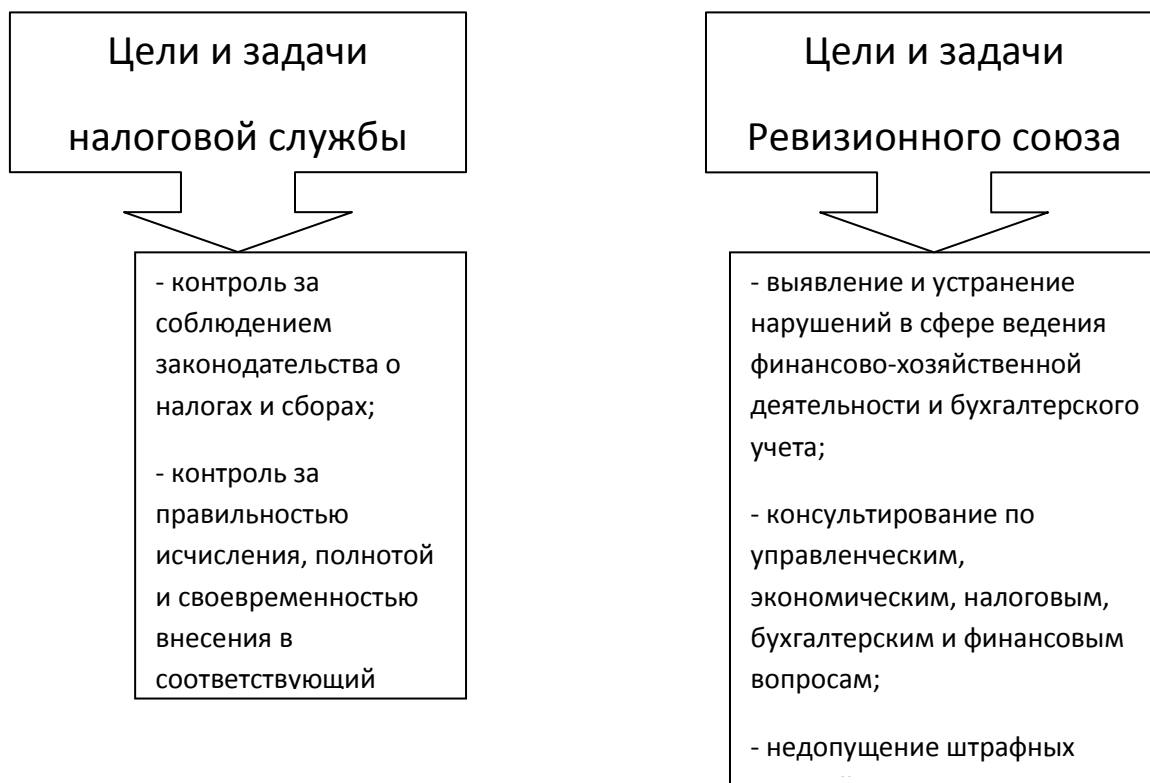 Цели и задачи
налоговой службы
- контроль за
соблюдением
законодательства о
налогах и сборах;
- контроль за
правильностью
исчисления, полнотой
и своевременностью
внесения в
соответствующий
Цели и задачи
Ревизионного союза
- выявление и устранение
нарушений в сфере ведения
финансово-хозяйственной
деятельности и бухгалтерского
учета;
- консультирование по
управленческим,
экономическим, налоговым,
бухгалтерским и финансовым
вопросам;
- недопущение штрафных